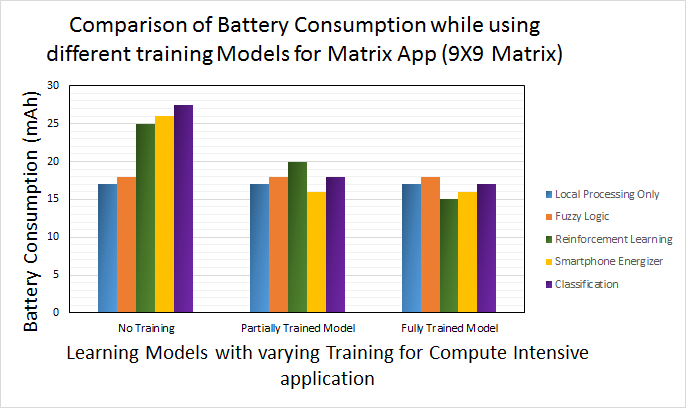 Comparison of Battery Consumption while using
different training Models for Matrix App (9X9 Matrix)
Battery Consumption (mAh)
30
25
20
15
10
5
0
No Training
Partially Trained Model
Fully Trained Model
Learning Models with varying Training for Compute Intensive
application
Local Processing Only
Fuzzy Logic
Reinforcement Learning
Smartphone Energizer
Classification